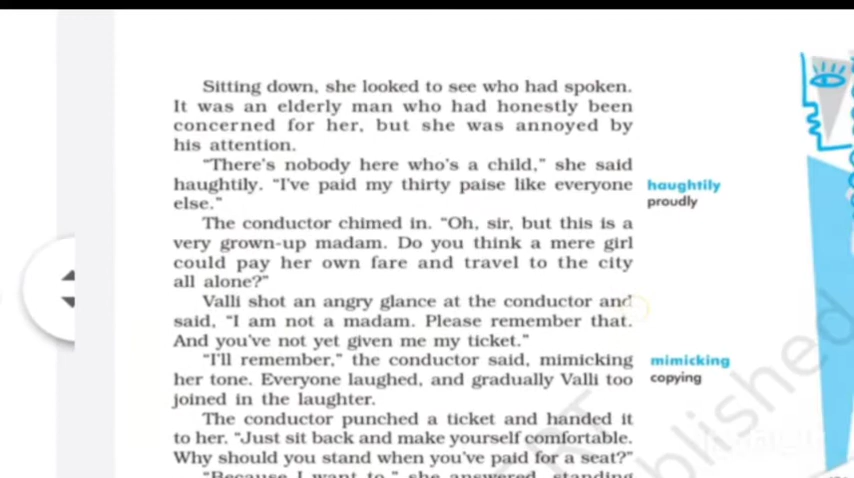 Sitting down, she looked to see who had spoken.
It was an elderly man who had honestly been
concerned for her, but she was annoyed by
his attention.
"There's nobody here who's a child," she said
haughtily. "I've paid my thirty paise like everyone
else."
haughtily
proudly
The conductor chimed in. "Oh, sir, but this is a
very grown-up madam. Do you think a mere girl
could pay her own fare and travel to the city
all alone?"
Valli shot an angry glance at the conductor and
said, "I am not a madam. Please remember that.
And you've not yet given me my ticket."
"I'll remember," the conductor said, mimicking
her tone. Everyone laughed, and gradually Valli too
joined in the laughter.
mimicking
copying
The conductor punched a ticket and handed it
to her. "Just sit back and make yourself comfortable.
Why should you stand when you've paid for a seat?"
"Because I want to," she answered, standing